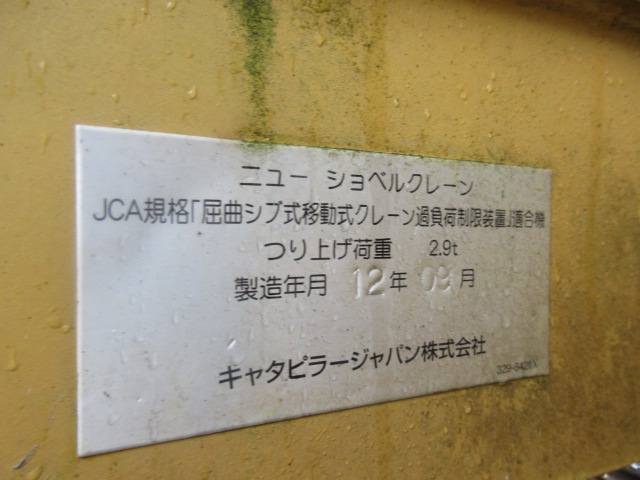 ニュー ショベルクレーン
JCA規格「屈曲ジブ式移動式クレーン過負荷制限装置」適合機
つり上げ荷重 2.9t
製造年月 12年 09月
キャタピラージャパン株式会社